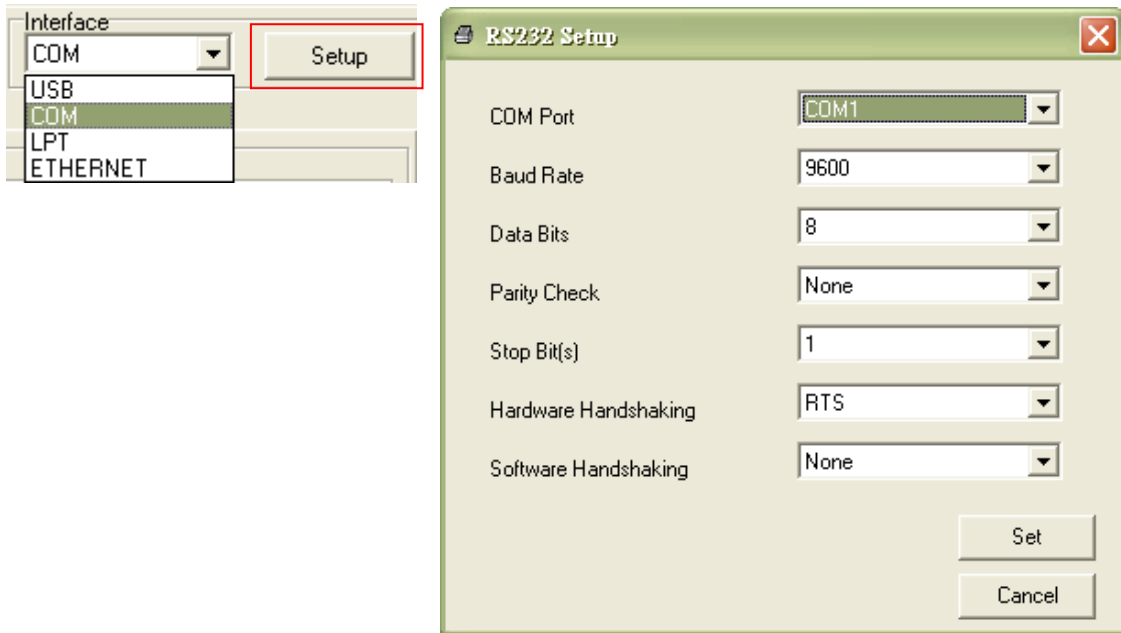 Interface
COM
Setup
USB
COM
LPT
ETHERNET
RS232 Setup
COM Port COM1
Baud Rate 9600
Data Bits 8
Parity Check None
Stop Bit(s) 1
Hardware Handshaking RTS
Software Handshaking None
Set
Cancel